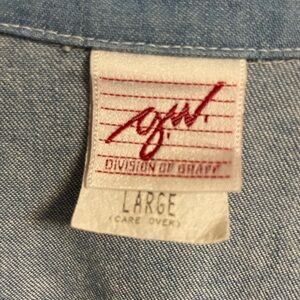 g.w.
DIVISION OF GRAFF
LARGE
(CARE OVER)